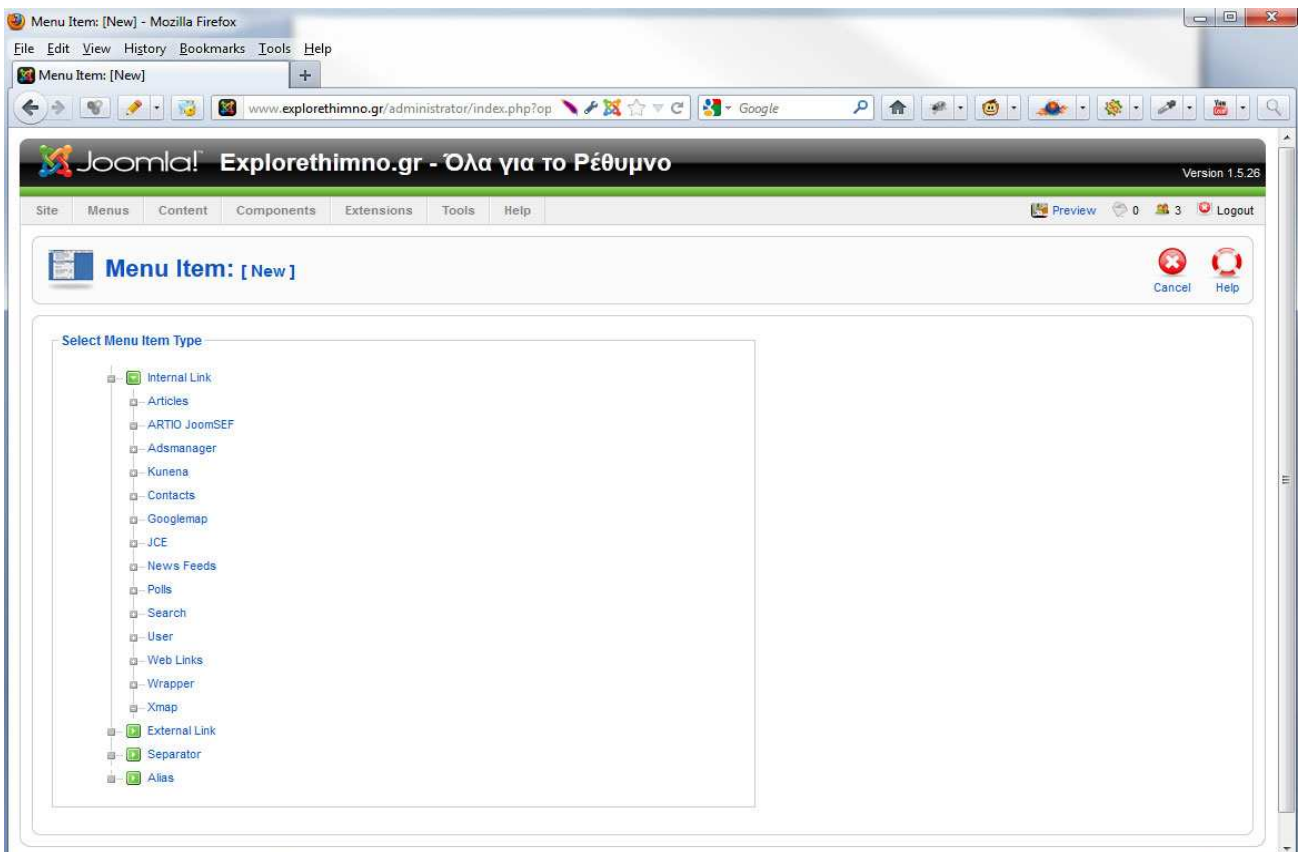 Menu Item: [New] - Mozilla Firefox
File Edit View History Bookmarks Tools Help
Menu Item: [New] +
www.explorethimno.gr/administrator/index.php?op Google
Joomla! Explorethimno.gr - Όλα για το Ρέθυμνο
Version 1.5.26
Site Menus Content Components Extensions Tools Help Preview 0 3 Logout
Menu Item: [ New ]
Cancel Help
Select Menu Item Type
Internal Link
Articles
ARTIO JoomSEF
Adsmanager
Kunena
Contacts
Googlemap
JCE
News Feeds
Polls
Search
User
Web Links
Wrapper
Xmap
External Link
Separator
Alias